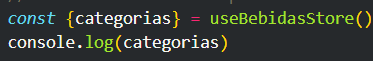 const {categorias} = useBebidasStore()
console.log(categorias)